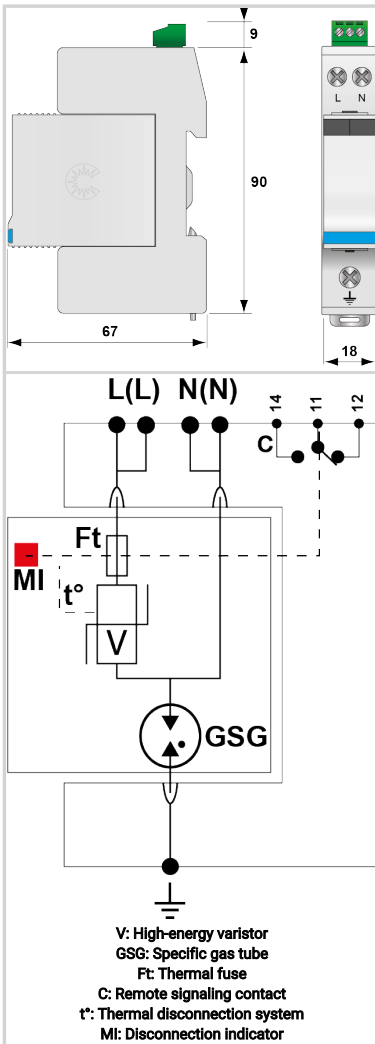 9
L N
90
67
18
L(L) N(N)
14 11 12
C
Ft
MI
t°
V
GSG
V: High-energy varistor
GSG: Specific gas tube
Ft: Thermal fuse
C: Remote signaling contact
t°: Thermal disconnection system
MI: Disconnection indicator